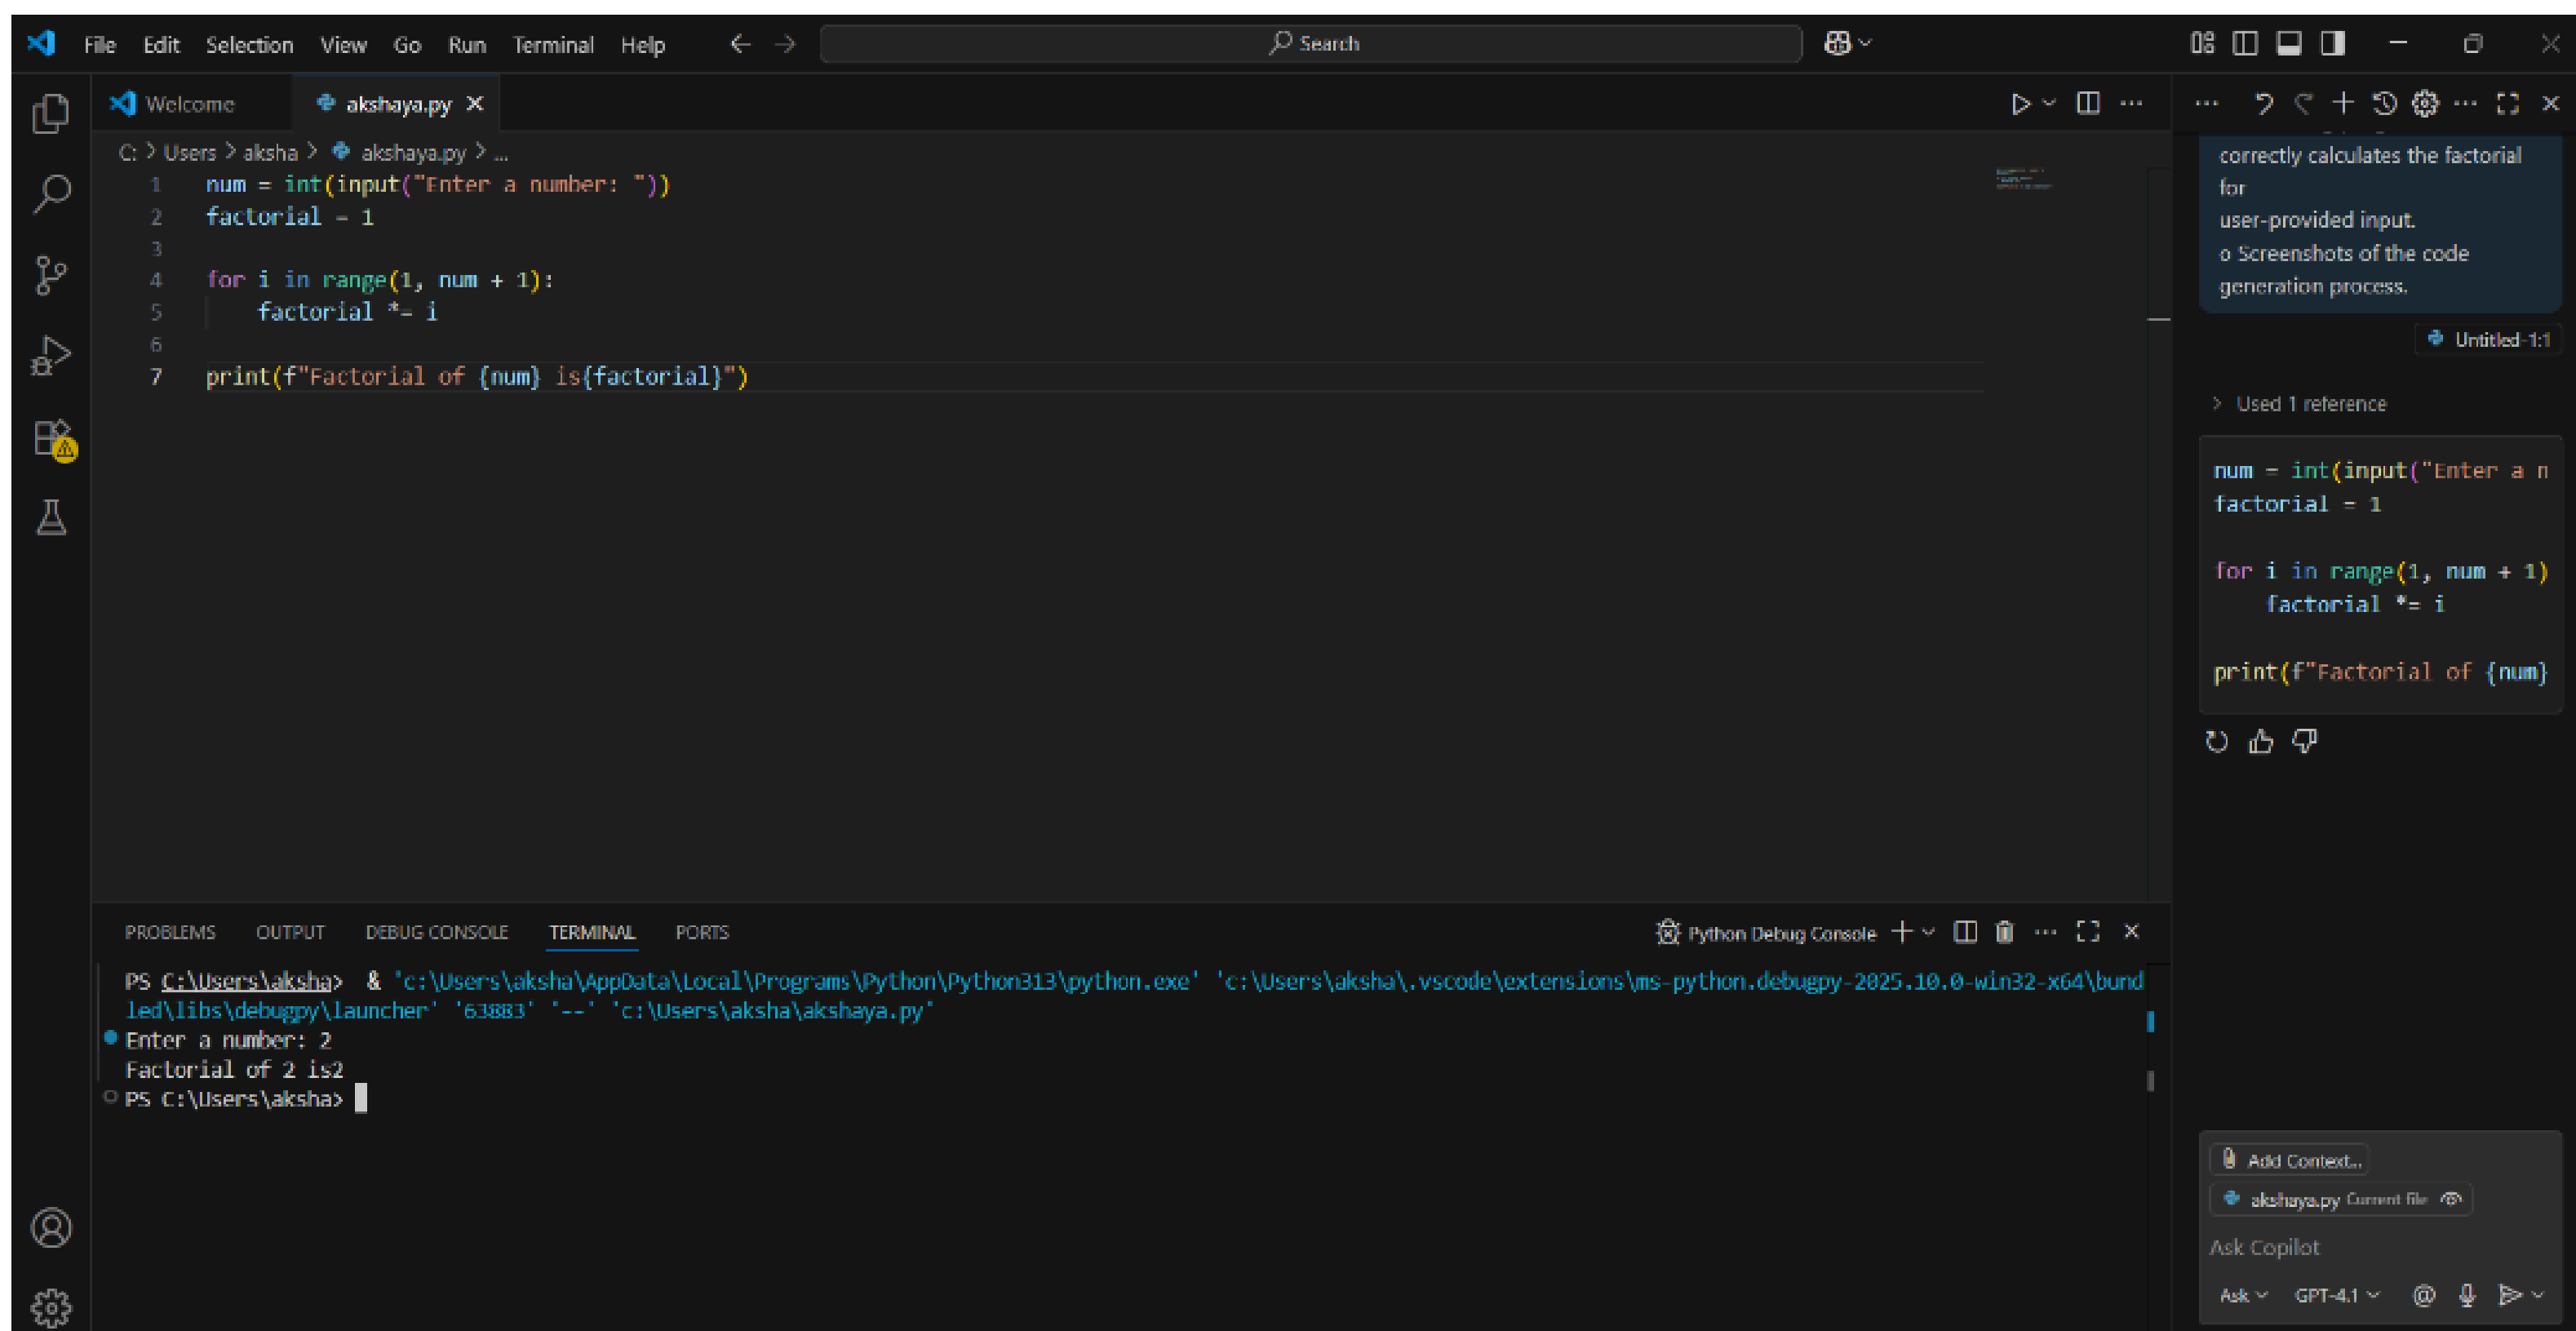 File Edit Selection View Go Run Terminal Help
Search
Welcome
akshaya.py
C: > Users > aksha > akshaya.py > ...
1 num = int(input("Enter a number: "))
2 factorial = 1
3
4 for i in range(1, num + 1):
5     factorial *= i
6
7 print(f"Factorial of {num} is{factorial}")
correctly calculates the factorial
for
user-provided input.
o Screenshots of the code
generation process.
Untitled-1:1
> Used 1 reference
num = int(input("Enter a n
factorial = 1
for i in range(1, num + 1)
    factorial *= i
print(f"Factorial of {num}
PROBLEMS OUTPUT DEBUG CONSOLE TERMINAL PORTS
Python Debug Console
PS C:\Users\aksha>  & 'c:\Users\aksha\AppData\Local\Programs\Python\Python313\python.exe' 'c:\Users\aksha\.vscode\extensions\ms-python.debugpy-2025.10.0-win32-x64\bund
led\libs\debugpy\launcher' '63883' '--' 'c:\Users\aksha\akshaya.py'
Enter a number: 2
Factorial of 2 is2
PS C:\Users\aksha>
Add Context...
akshaya.py Current file
Ask Copilot
Ask GPT-4.1